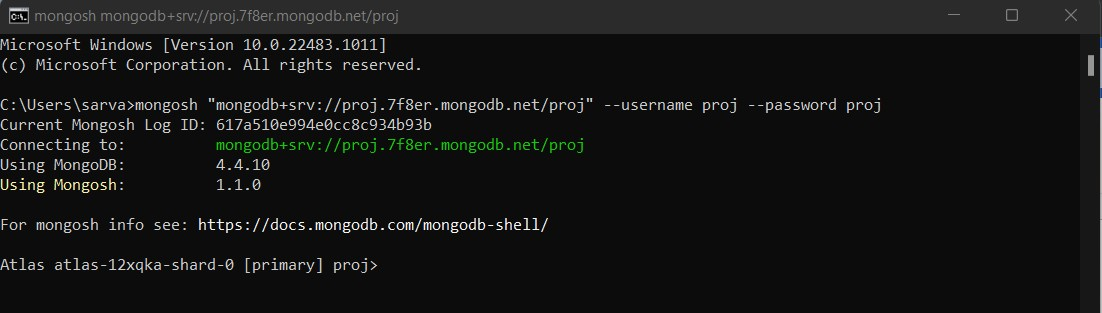 mongosh mongodb+srv://proj.7f8er.mongodb.net/proj
Microsoft Windows [Version 10.0.22483.1011]
(c) Microsoft Corporation. All rights reserved.
C:\Users\sarva>mongosh "mongodb+srv://proj.7f8er.mongodb.net/proj" --username proj --password proj
Current Mongosh Log ID: 617a510e994e0cc8c934b93b
Connecting to: mongodb+srv://proj.7f8er.mongodb.net/proj
Using MongoDB: 4.4.10
Using Mongosh: 1.1.0
For mongosh info see: https://docs.mongodb.com/mongodb-shell/
Atlas atlas-12xqka-shard-0 [primary] proj>